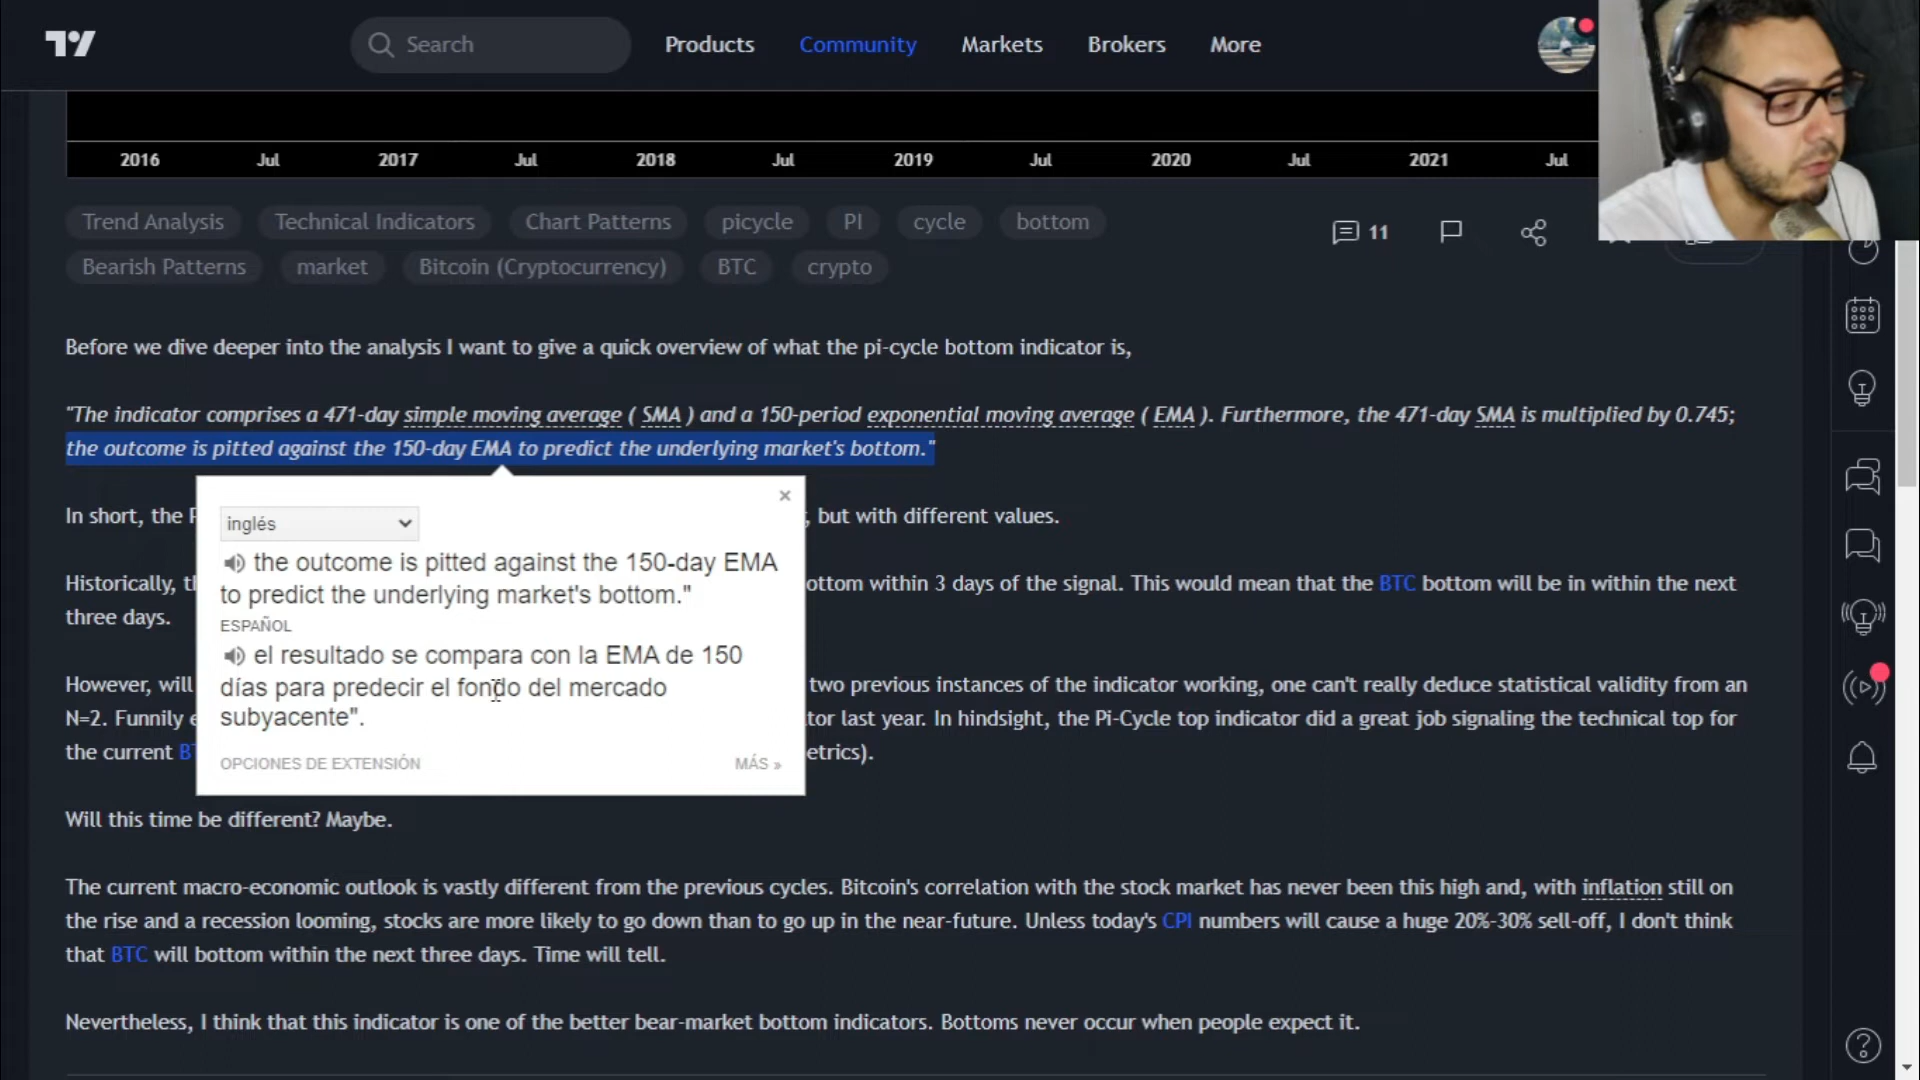 TV
Search
Products
Community
Markets
Brokers
More
2016
Jul
2017
Jul
2018
Jul
2019
Jul
2020
Jul
2021
Jul
Trend Analysis
Technical Indicators
Chart Patterns
picycle
PI
cycle
bottom
11
Bearish Patterns
market
Bitcoin (Cryptocurrency)
BTC
crypto
Before we dive deeper into the analysis I want to give a quick overview of what the pi-cycle bottom indicator is,
"The indicator comprises a 471-day simple moving average ( SMA ) and a 150-period exponential moving average ( EMA ). Furthermore, the 471-day SMA is multiplied by 0.745;
the outcome is pitted against the 150-day EMA to predict the underlying market's bottom."
In short, the
, but with different values.
Historically,
within 3 days of the signal. This would mean that the BTC bottom will be in within the next
three days.
However, will
two previous instances of the indicator working, one can't really deduce statistical validity from an
N=2. Funnily
last year. In hindsight, the Pi-Cycle top indicator did a great job signaling the technical top for
the current
etrics).
×
inglés
the outcome is pitted against the 150-day EMA
to predict the underlying market's bottom."
ESPAÑOL
el resultado se compara con la EMA de 150
días para predecir el fondo del mercado
subyacente".
OPCIONES DE EXTENSIÓN
MÁS »
Will this time be different? Maybe.
The current macro-economic outlook is vastly different from the previous cycles. Bitcoin's correlation with the stock market has never been this high and, with inflation still on
the rise and a recession looming, stocks are more likely to go down than to go up in the near-future. Unless today's CPI numbers will cause a huge 20%-30% sell-off, I don't think
that BTC will bottom within the next three days. Time will tell.
Nevertheless, I think that this indicator is one of the better bear-market bottom indicators. Bottoms never occur when people expect it.